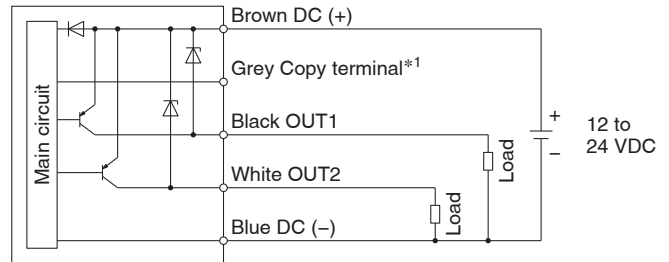 Brown DC (+)
Grey Copy terminal*1
Main circuit
Black OUT1
+
12 to
24 VDC
−
Load
White OUT2
Load
Blue DC (−)